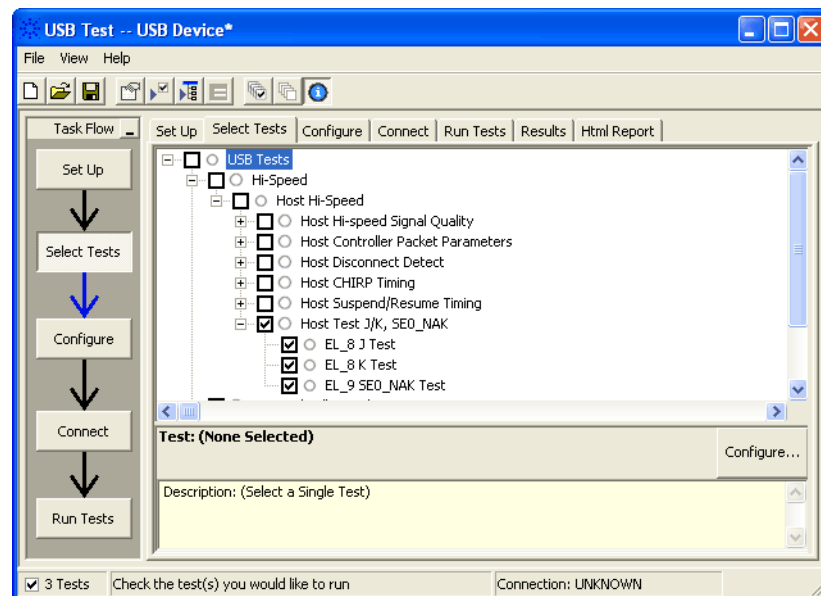 USB Test -- USB Device*
File View Help
Task Flow
Set Up Select Tests Configure Connect Run Tests Results Html Report
Set Up
Select Tests
Configure
Connect
Run Tests
USB Tests
Hi-Speed
Host Hi-Speed
Host Hi-speed Signal Quality
Host Controller Packet Parameters
Host Disconnect Detect
Host CHIRP Timing
Host Suspend/Resume Timing
Host Test J/K, SE0_NAK
EL_8 J Test
EL_8 K Test
EL_9 SE0_NAK Test
Test: (None Selected)
Configure...
Description: (Select a Single Test)
3 Tests Check the test(s) you would like to run Connection: UNKNOWN